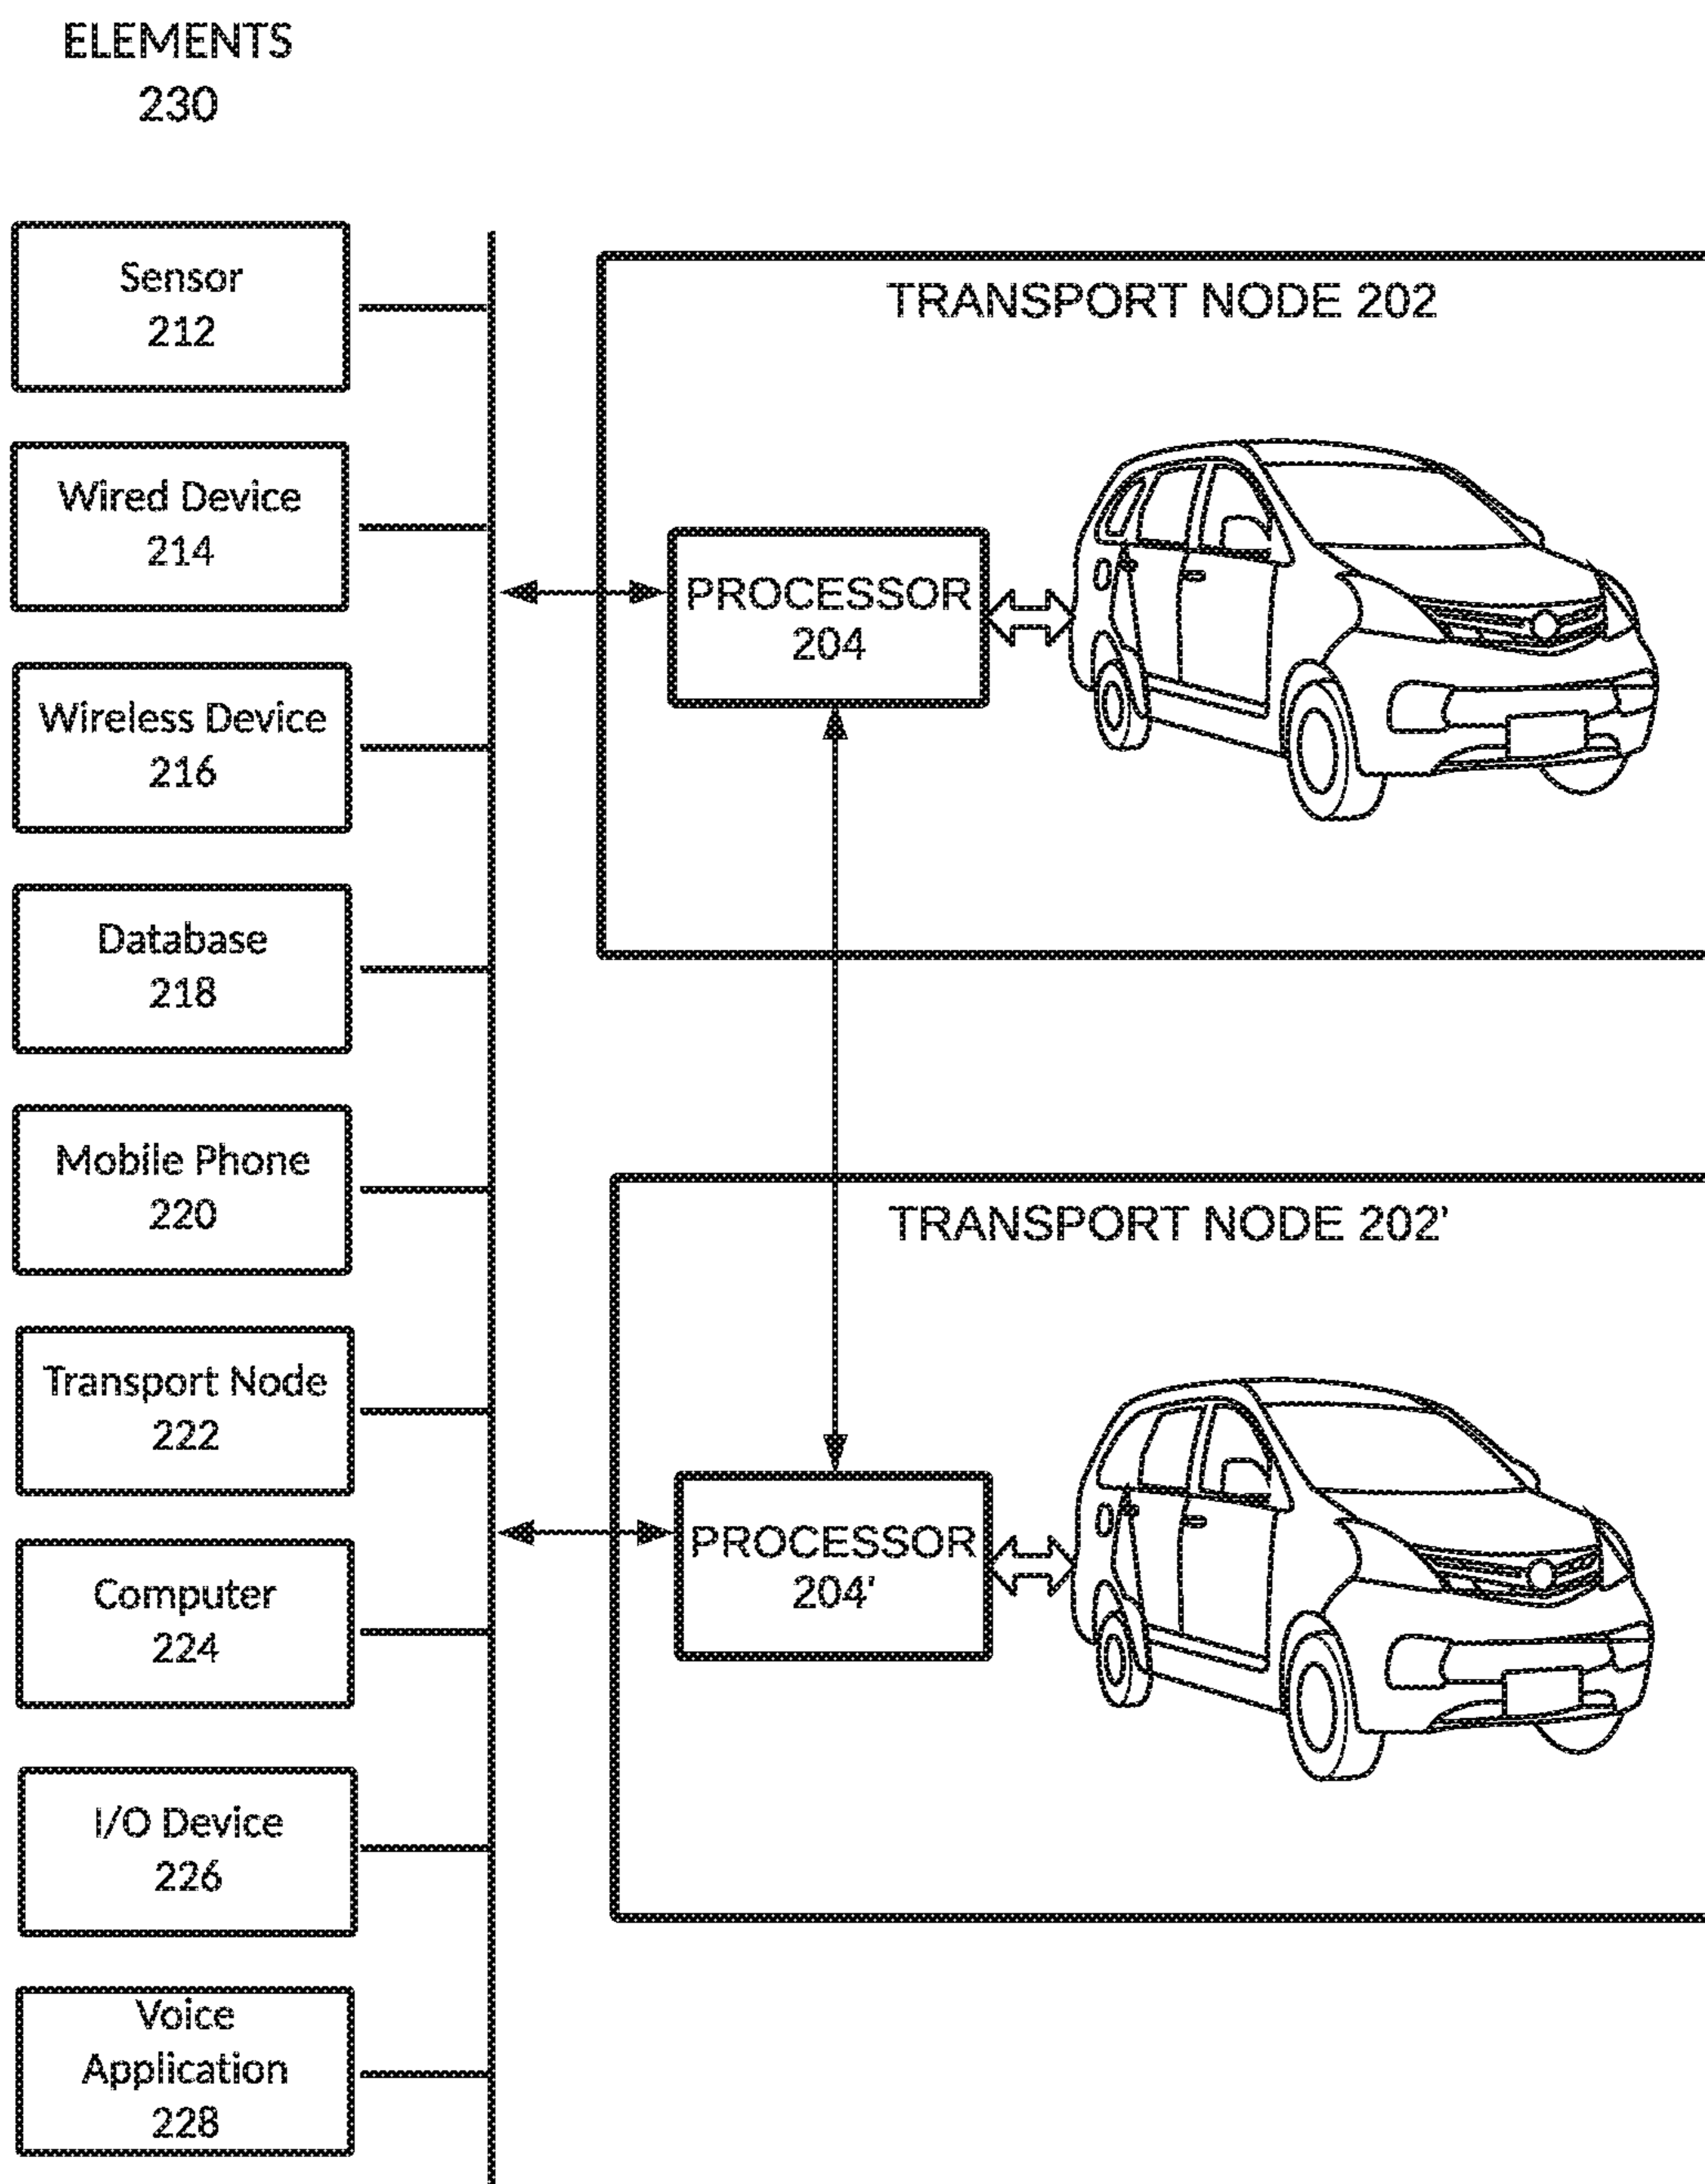 ELEMENTS
230
Sensor
212
Wired Device
214
Wireless Device
216
Database
218
Mobile Phone
220
Transport Node
222
Computer
224
I/O Device
226
Voice
Application
228
TRANSPORT NODE 202
PROCESSOR
204
TRANSPORT NODE 202'
PROCESSOR
204'